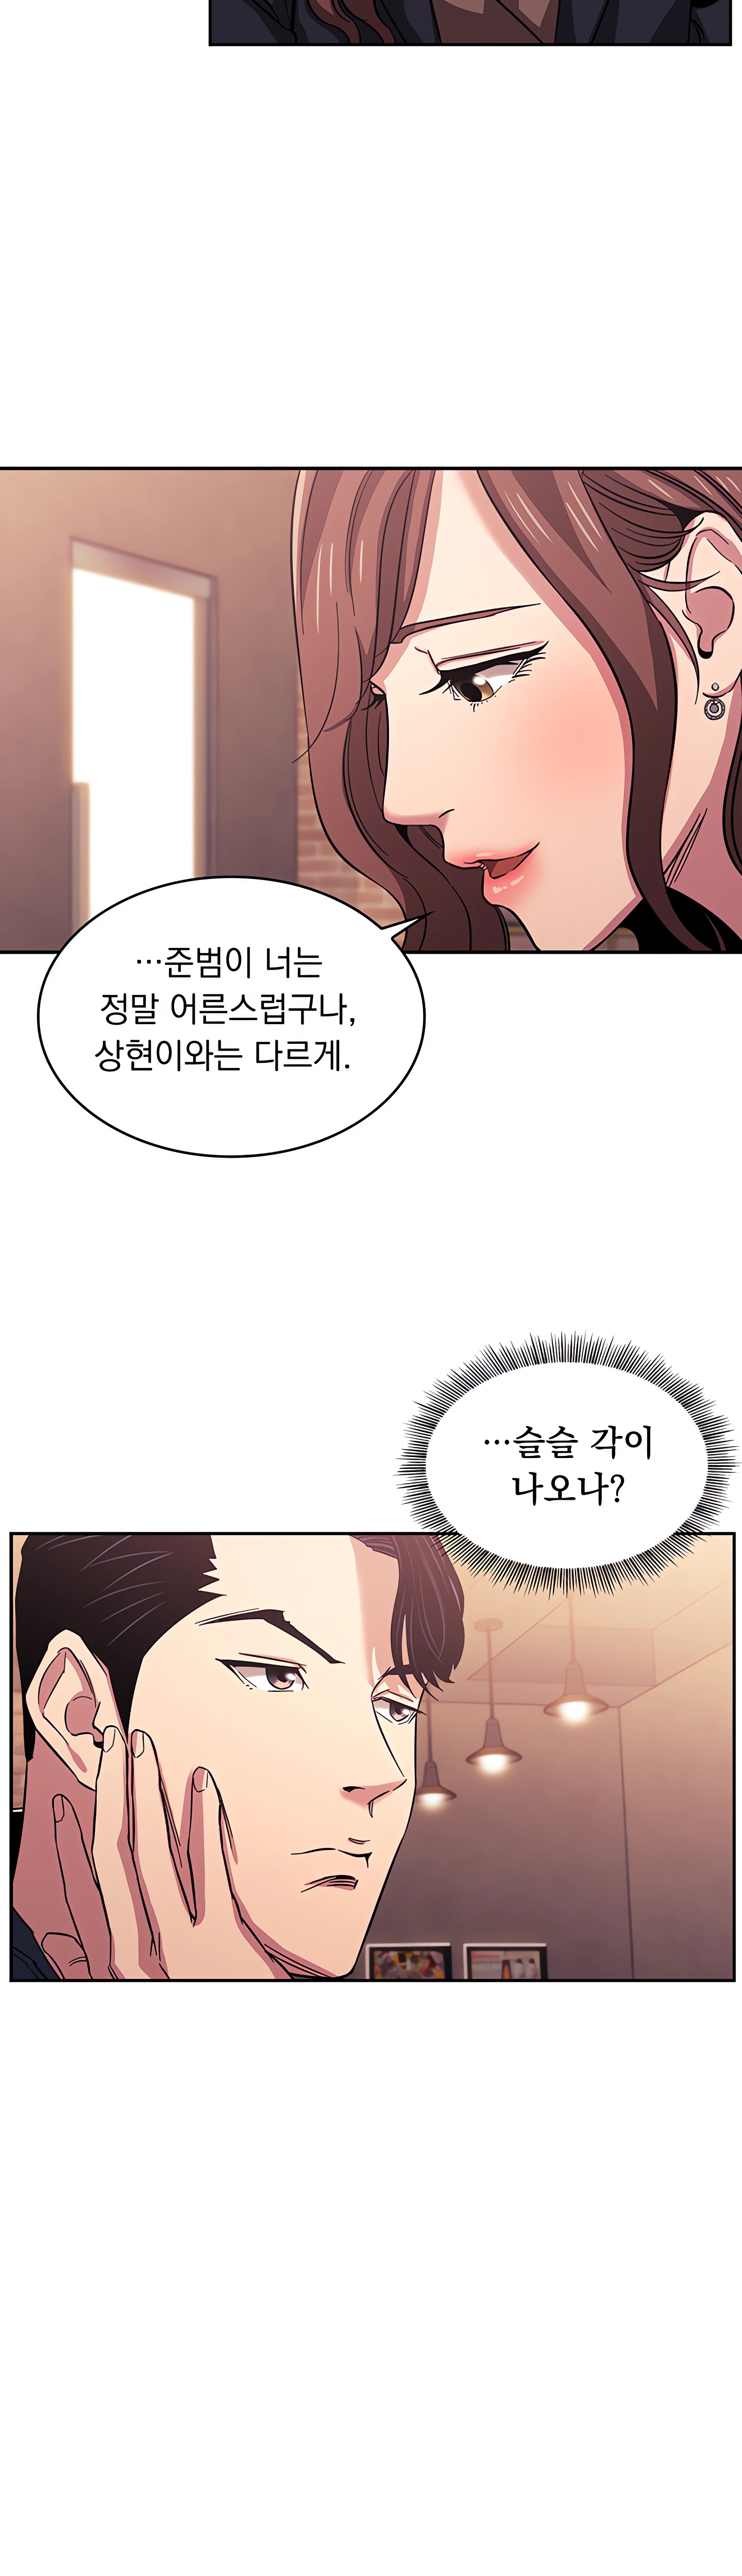 …준범이 너는
정말 어른스럽구나,
상현이와는 다르게.
…슬슬 각이
나오나?